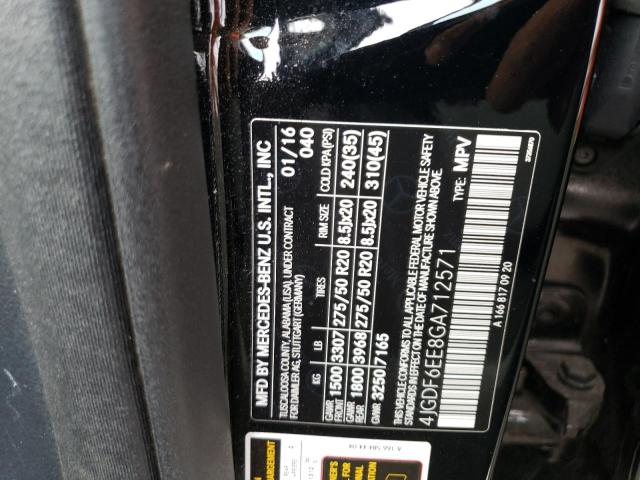 MFD BY MERCEDES-BENZ U.S. INTL., INC
TUSCALOOSA COUNTY, ALABAMA (USA), UNDER CONTRACT 01/16
FOR DAIMLER AG, STUTTGART (GERMANY) 040
KG LB TIRES RIM SIZE COLD KPA(PSI)
GAWR FRONT 1500 3307 275/50 R20 8.5Jx20 240(35)
GAWR REAR 1800 3968 275/50 R20 8.5Jx20 310(45)
GVWR 3250 7165
THIS VEHICLE CONFORMS TO ALL APPLICABLE FEDERAL MOTOR VEHICLE SAFETY
STANDARDS IN EFFECT ON THE DATE OF MANUFACTURE SHOWN ABOVE.
4JGDF6EE8GA712571 TYPE: MPV
A 166 817 09 20
A 166 584 44 04